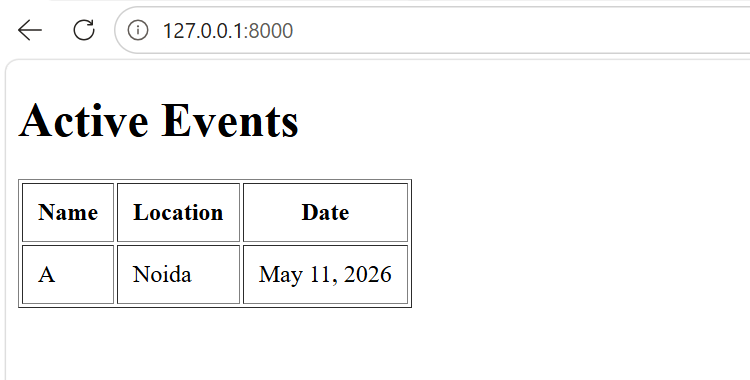 127.0.0.1:8000
Active Events
Name Location Date
A Noida May 11, 2026